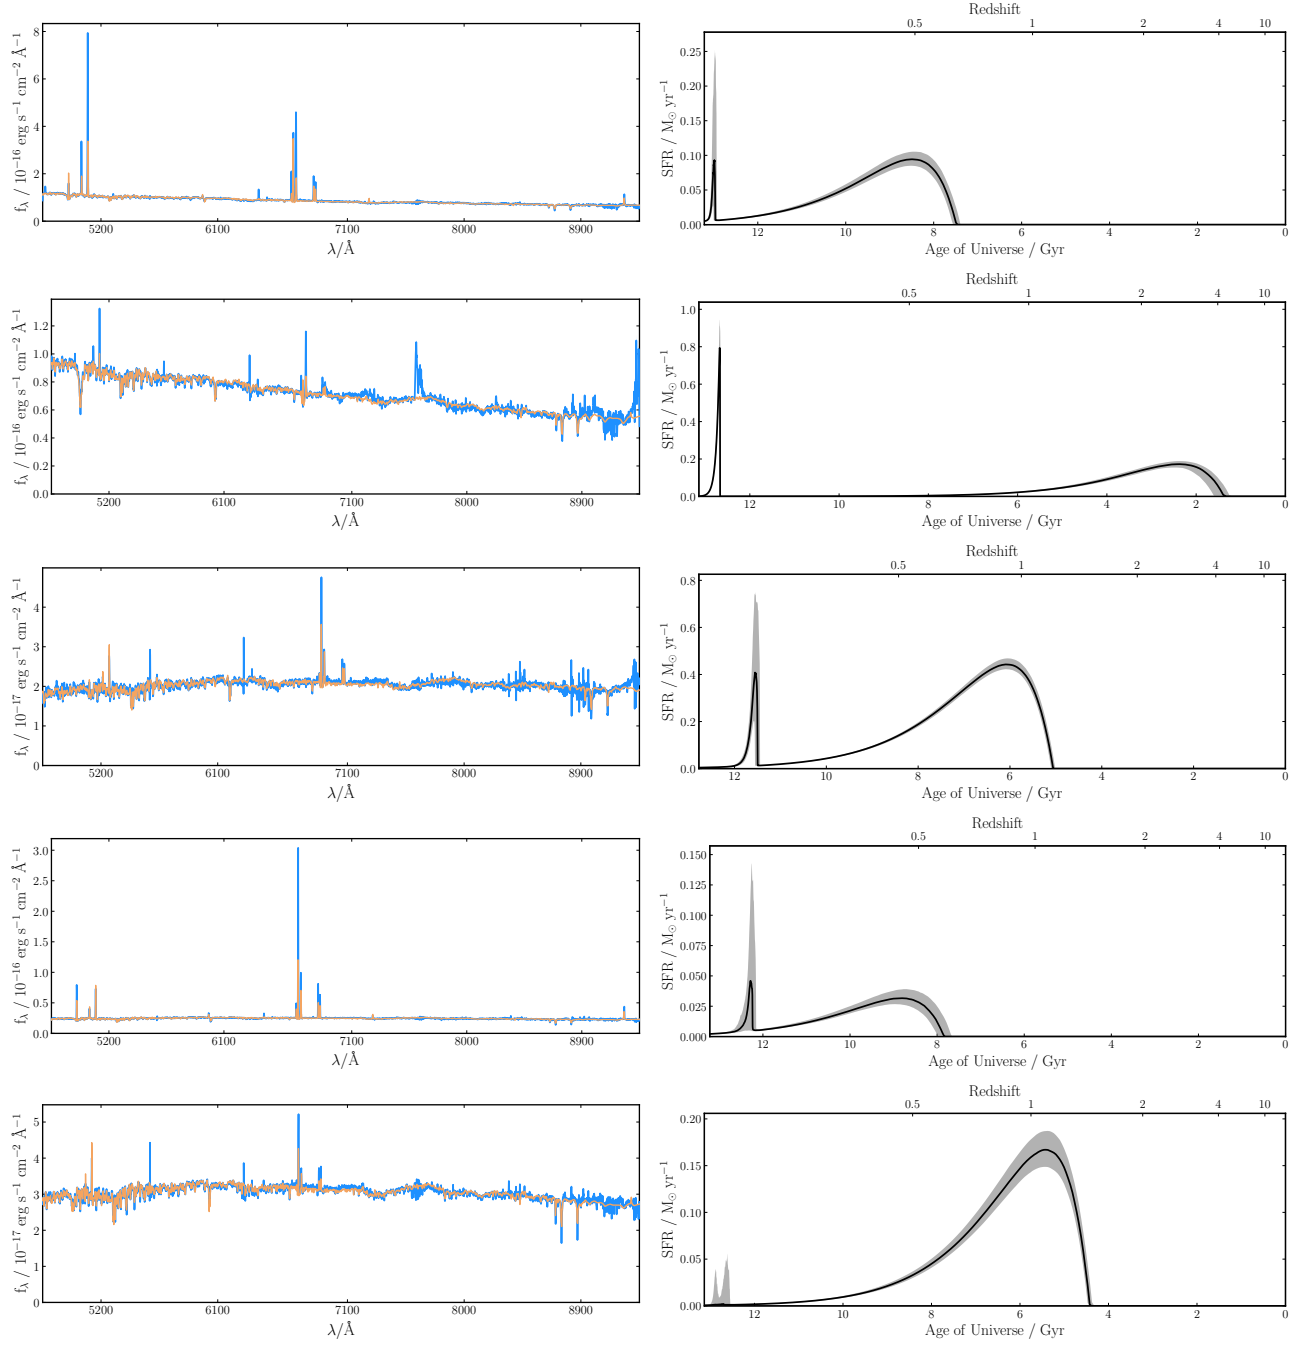 Redshift
0.5 1 2 4 10
8
6
4
2
0
f_λ / 10⁻¹⁶ erg s⁻¹ cm⁻² Å⁻¹
5200 6100 7100 8000 8900
λ/Å
0.25
0.20
0.15
0.10
0.05
0.00
SFR / M⊙ yr⁻¹
12 10 8 6 4 2 0
Age of Universe / Gyr
Redshift
0.5 1 2 4 10
1.2
1.0
0.8
0.6
0.4
0.2
0.0
f_λ / 10⁻¹⁶ erg s⁻¹ cm⁻² Å⁻¹
5200 6100 7100 8000 8900
λ/Å
1.0
0.8
0.6
0.4
0.2
0.0
SFR / M⊙ yr⁻¹
12 10 8 6 4 2 0
Age of Universe / Gyr
Redshift
0.5 1 2 4 10
4
3
2
1
0
f_λ / 10⁻¹⁷ erg s⁻¹ cm⁻² Å⁻¹
5200 6100 7100 8000 8900
λ/Å
0.8
0.6
0.4
0.2
0.0
SFR / M⊙ yr⁻¹
12 10 8 6 4 2 0
Age of Universe / Gyr
Redshift
0.5 1 2 4 10
3.0
2.5
2.0
1.5
1.0
0.5
0.0
f_λ / 10⁻¹⁶ erg s⁻¹ cm⁻² Å⁻¹
5200 6100 7100 8000 8900
λ/Å
0.150
0.125
0.100
0.075
0.050
0.025
0.000
SFR / M⊙ yr⁻¹
12 10 8 6 4 2 0
Age of Universe / Gyr
Redshift
0.5 1 2 4 10
5
4
3
2
1
0
f_λ / 10⁻¹⁷ erg s⁻¹ cm⁻² Å⁻¹
5200 6100 7100 8000 8900
λ/Å
0.20
0.15
0.10
0.05
0.00
SFR / M⊙ yr⁻¹
12 10 8 6 4 2 0
Age of Universe / Gyr